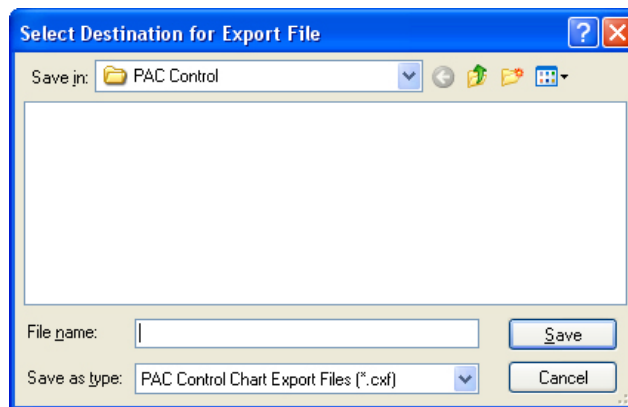 Select Destination for Export File
Save in: PAC Control
File name:
Save
Save as type: PAC Control Chart Export Files (*.cxf)
Cancel